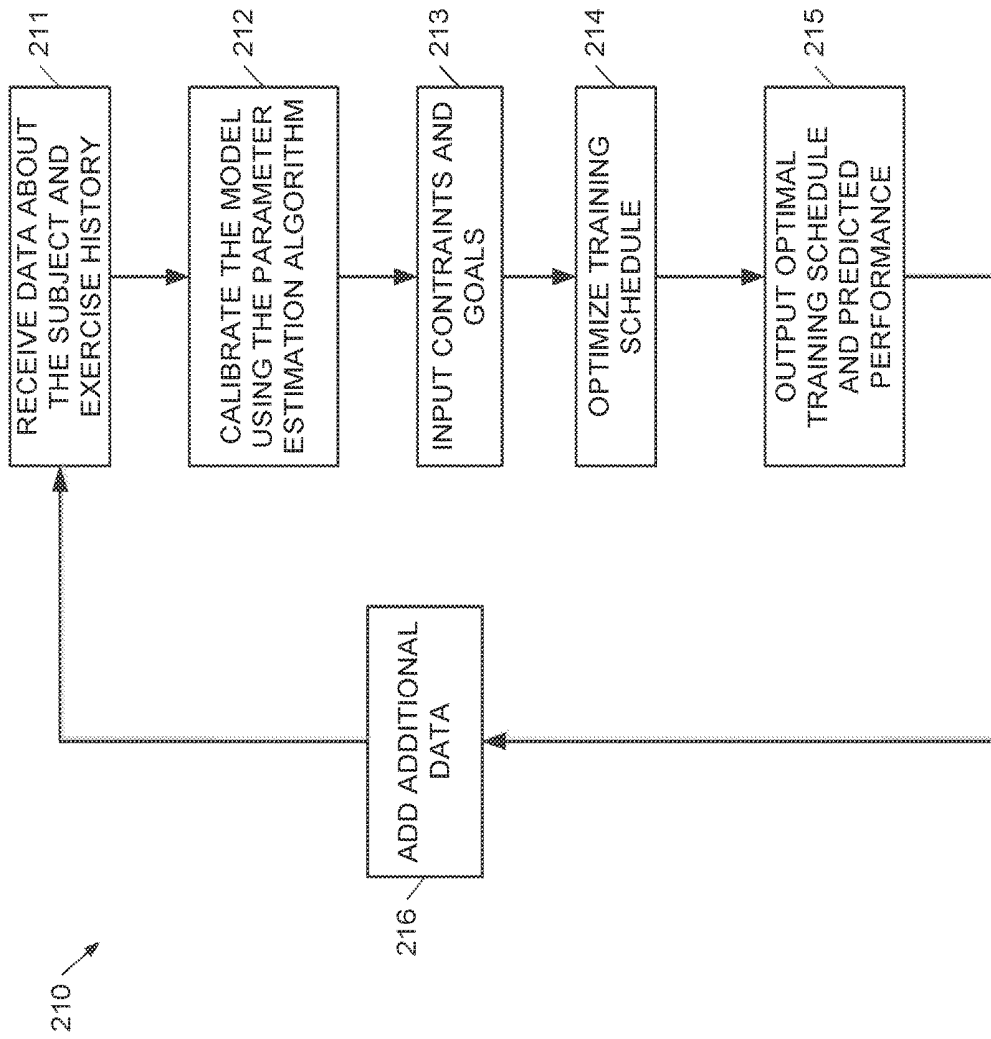 210
RECEIVE DATA ABOUT
THE SUBJECT AND
EXERCISE HISTORY
211
CALIBRATE THE MODEL
USING THE PARAMETER
ESTIMATION ALGORITHM
212
INPUT CONTRAINTS AND
GOALS
213
OPTIMIZE TRAINING
SCHEDULE
214
OUTPUT OPTIMAL
TRAINING SCHEDULE
AND PREDICTED
PERFORMANCE
215
ADD ADDITIONAL
DATA
216